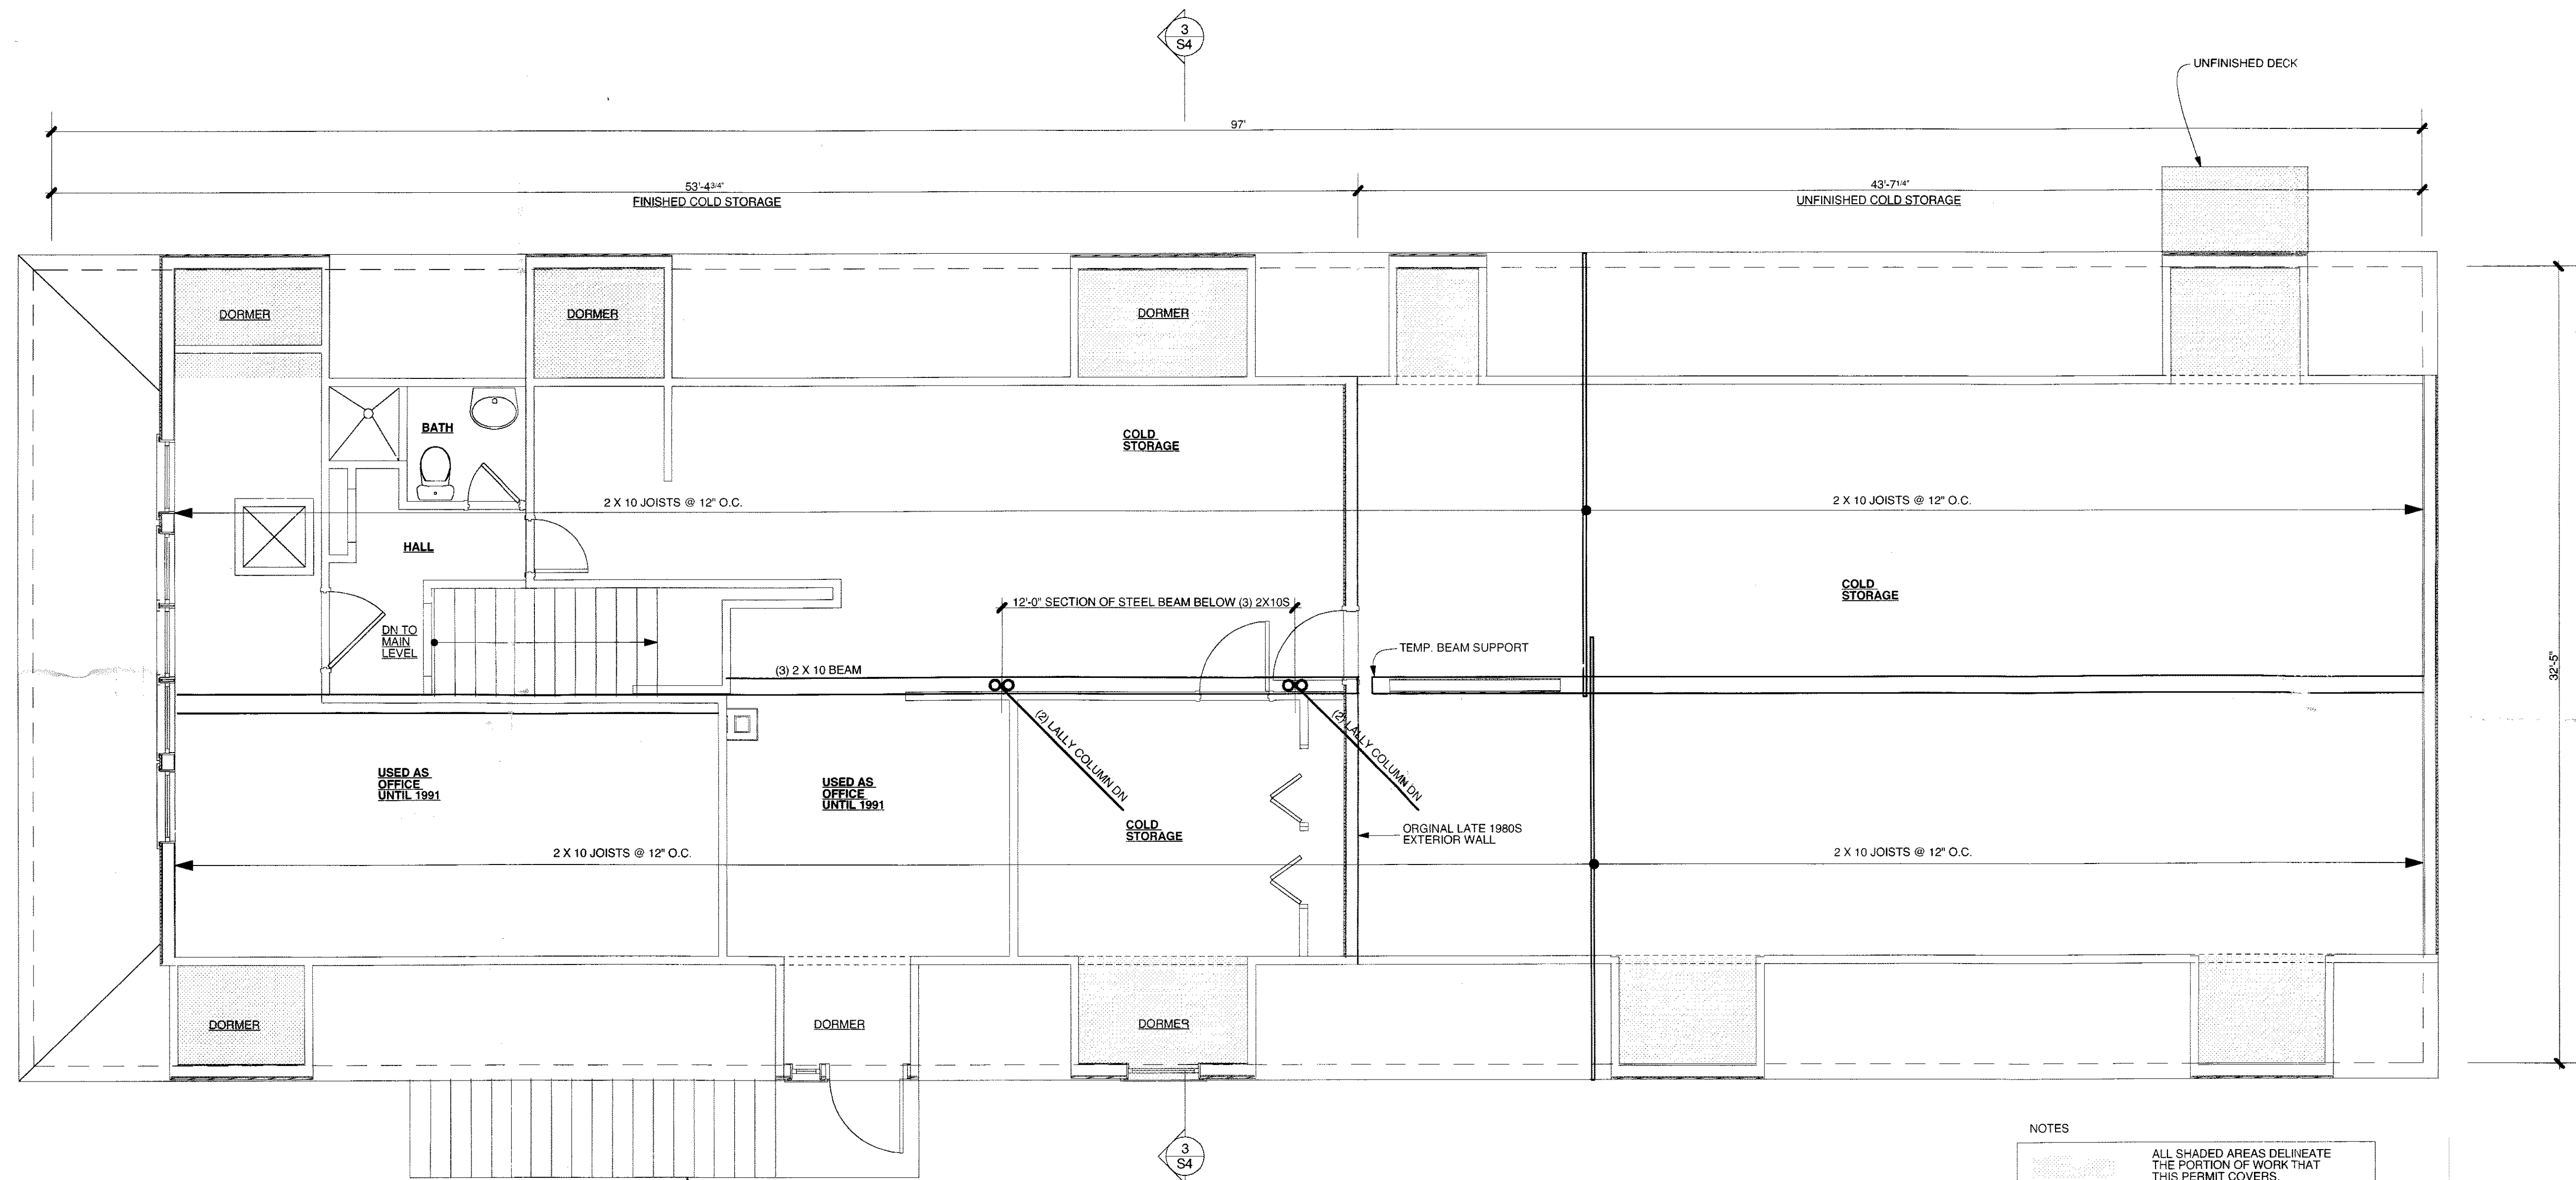 3
S4
UNFINISHED DECK
97'
53'-4 3/4"
FINISHED COLD STORAGE
43'-7 1/4"
UNFINISHED COLD STORAGE
DORMER
DORMER
DORMER
BATH
COLD
STORAGE
2 X 10 JOISTS @ 12" O.C.
2 X 10 JOISTS @ 12" O.C.
HALL
COLD
STORAGE
12'-0" SECTION OF STEEL BEAM BELOW (3) 2X10S
DN TO
MAIN
LEVEL
TEMP. BEAM SUPPORT
(3) 2 X 10 BEAM
32'-5"
(2) LALLY COLUMN DN
(2) LALLY COLUMN DN
USED AS
OFFICE
UNTIL 1991
USED AS
OFFICE
UNTIL 1991
COLD
STORAGE
ORGINAL LATE 1980S
EXTERIOR WALL
2 X 10 JOISTS @ 12" O.C.
2 X 10 JOISTS @ 12" O.C.
DORMER
DORMER
DORMER
3
S4
NOTES
ALL SHADED AREAS DELINEATE
THE PORTION OF WORK THAT
THIS PERMIT COVERS.